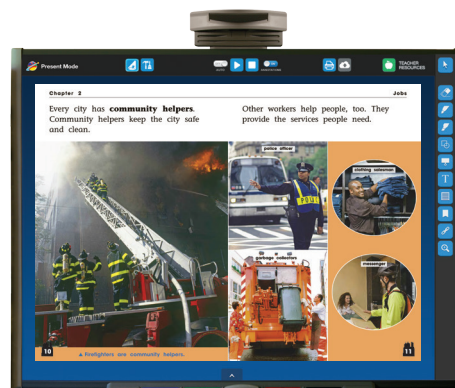 Present Mode
TEACHER
RESOURCES
Chapter 2
Jobs
Every city has community helpers.
Community helpers keep the city safe
and clean.
Other workers help people, too. They
provide the services people need.
police officer
POLICE
clothing salesman
garbage collectors
messenger
10
▲ Firefighters are community helpers.
11